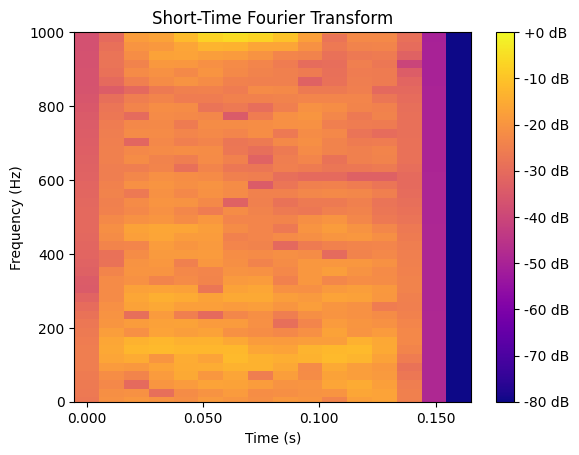 Short-Time Fourier Transform
1000
800
600
400
200
0
Frequency (Hz)
0.000
0.050
0.100
0.150
Time (s)
+0 dB
-10 dB
-20 dB
-30 dB
-40 dB
-50 dB
-60 dB
-70 dB
-80 dB